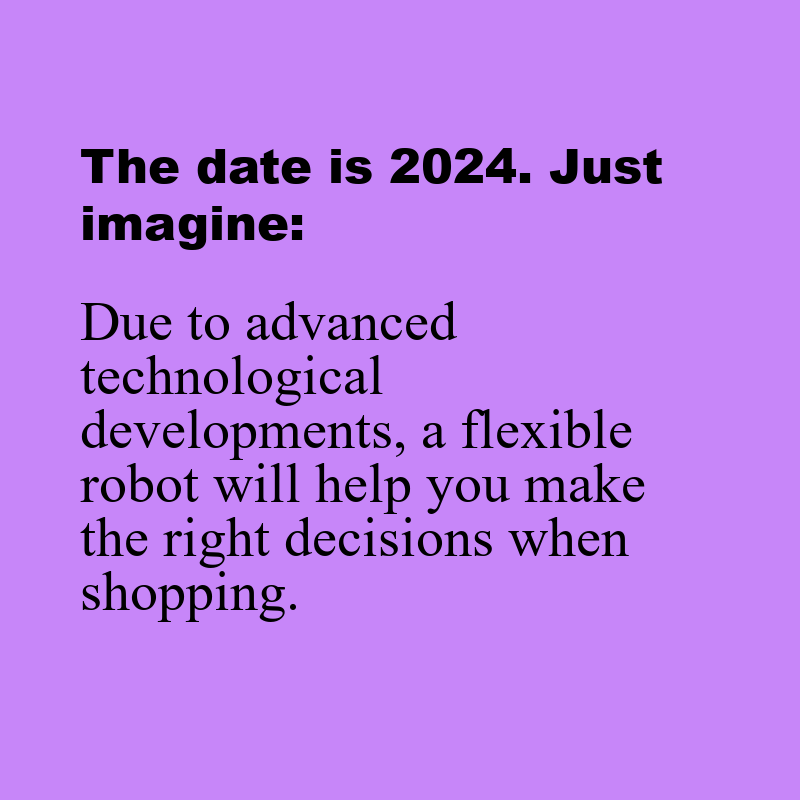 The date is 2024. Just
imagine:
Due to advanced
technological
developments, a flexible
robot will help you make
the right decisions when
shopping.